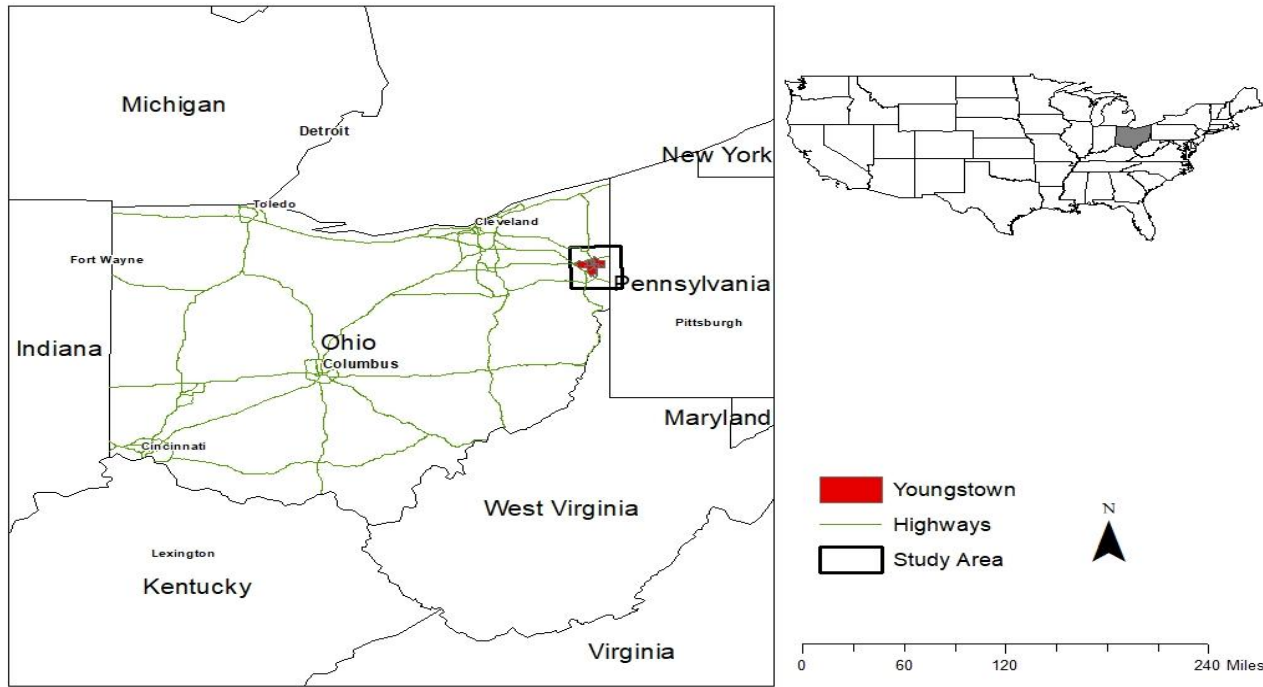 Michigan
Detroit
New York
Toledo
Cleveland
Fort Wayne
Pennsylvania
Pittsburgh
Indiana
Ohio
Columbus
Maryland
Cincinnati
West Virginia
Lexington
Kentucky
Virginia
Youngstown
Highways
Study Area
N
0 60 120 240 Miles